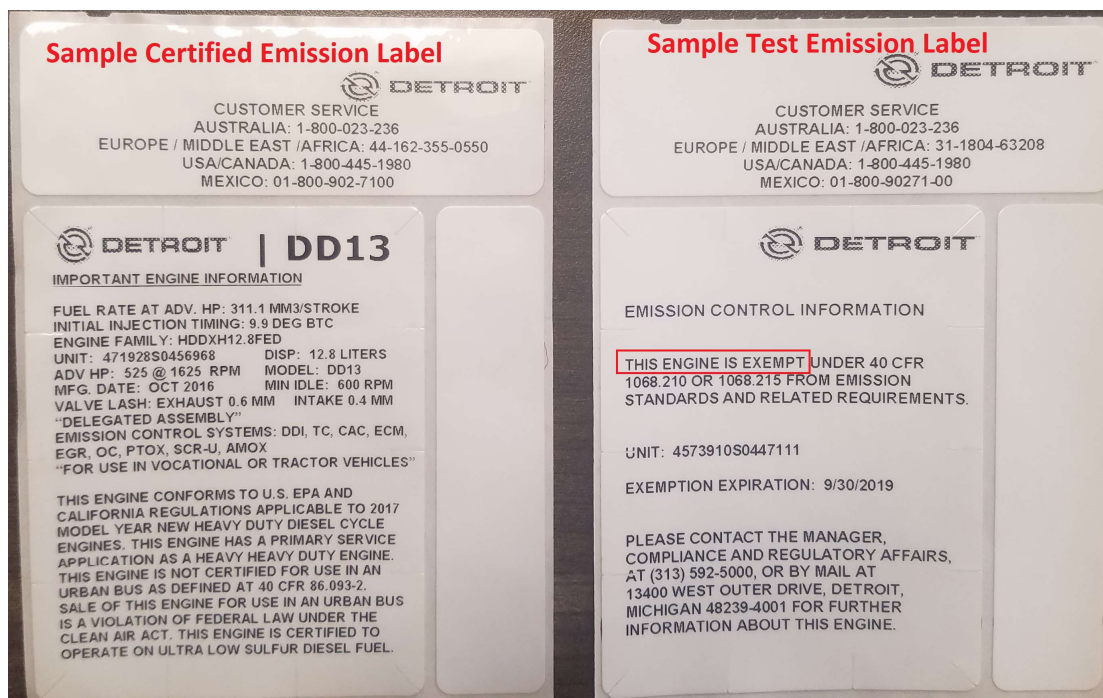 Sample Certified Emission Label
DETROIT
CUSTOMER SERVICE
AUSTRALIA: 1-800-023-236
EUROPE / MIDDLE EAST /AFRICA: 44-162-355-0550
USA/CANADA: 1-800-445-1980
MEXICO: 01-800-902-7100
DETROIT | DD13
IMPORTANT ENGINE INFORMATION
FUEL RATE AT ADV. HP: 311.1 MM3/STROKE
INITIAL INJECTION TIMING: 9.9 DEG BTC
ENGINE FAMILY: HDDXH12.8FED
UNIT: 471928S0456968 DISP: 12.8 LITERS
ADV HP: 525 @ 1625 RPM MODEL: DD13
MFG. DATE: OCT 2016 MIN IDLE: 600 RPM
VALVE LASH: EXHAUST 0.6 MM INTAKE 0.4 MM
"DELEGATED ASSEMBLY"
EMISSION CONTROL SYSTEMS: DDI, TC, CAC, ECM,
EGR, OC, PTOX, SCR-U, AMOX
"FOR USE IN VOCATIONAL OR TRACTOR VEHICLES"
THIS ENGINE CONFORMS TO U.S. EPA AND
CALIFORNIA REGULATIONS APPLICABLE TO 2017
MODEL YEAR NEW HEAVY DUTY DIESEL CYCLE
ENGINES. THIS ENGINE HAS A PRIMARY SERVICE
APPLICATION AS A HEAVY HEAVY DUTY ENGINE.
THIS ENGINE IS NOT CERTIFIED FOR USE IN AN
URBAN BUS AS DEFINED AT 40 CFR 86.093-2.
SALE OF THIS ENGINE FOR USE IN AN URBAN BUS
IS A VIOLATION OF FEDERAL LAW UNDER THE
CLEAN AIR ACT. THIS ENGINE IS CERTIFIED TO
OPERATE ON ULTRA LOW SULFUR DIESEL FUEL.
Sample Test Emission Label
DETROIT
CUSTOMER SERVICE
AUSTRALIA: 1-800-023-236
EUROPE / MIDDLE EAST /AFRICA: 31-1804-63208
USA/CANADA: 1-800-445-1980
MEXICO: 01-800-90271-00
DETROIT
EMISSION CONTROL INFORMATION
THIS ENGINE IS EXEMPT UNDER 40 CFR
1068.210 OR 1068.215 FROM EMISSION
STANDARDS AND RELATED REQUIREMENTS.
UNIT: 4573910S0447111
EXEMPTION EXPIRATION: 9/30/2019
PLEASE CONTACT THE MANAGER,
COMPLIANCE AND REGULATORY AFFAIRS,
AT (313) 592-5000, OR BY MAIL AT
13400 WEST OUTER DRIVE, DETROIT,
MICHIGAN 48239-4001 FOR FURTHER
INFORMATION ABOUT THIS ENGINE.